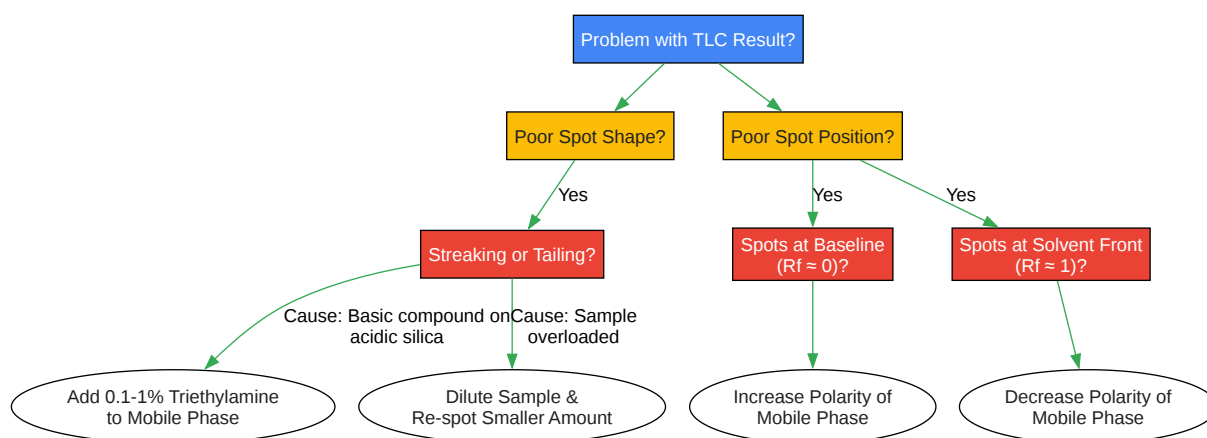 Problem with TLC Result?
Poor Spot Shape?
Poor Spot Position?
Yes
Yes
Yes
Streaking or Tailing?
Spots at Baseline
(Rf ≈ 0)?
Spots at Solvent Front
(Rf ≈ 1)?
Cause: Basic compound on
acidic silica
Cause: Sample
overloaded
Add 0.1-1% Triethylamine
to Mobile Phase
Dilute Sample &
Re-spot Smaller Amount
Increase Polarity of
Mobile Phase
Decrease Polarity of
Mobile Phase